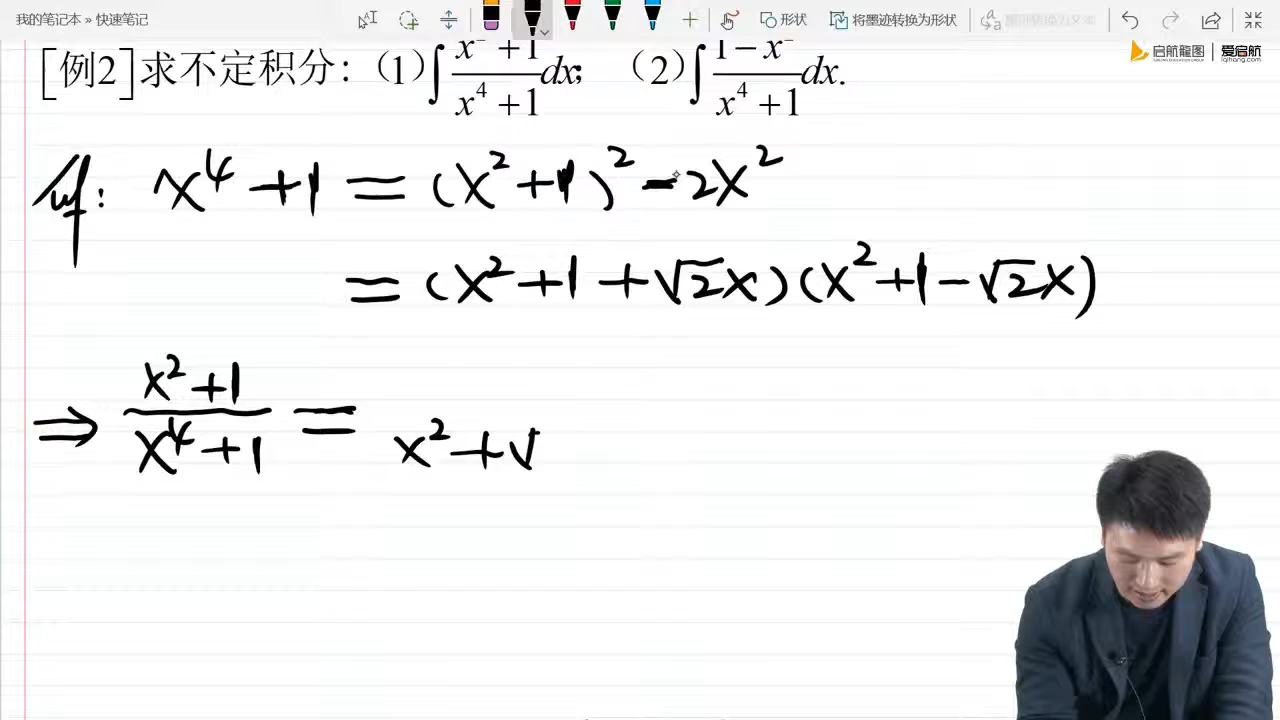 我的笔记本 » 快速笔记
形状
将墨迹转换为形状
[例2]求不定积分：(1)∫(x²+1)/(x⁴+1)dx; (2)∫(1−x²)/(x⁴+1)dx.
启航龙图 爱启航
iqihang.com
x⁴+1=(x²+1)²-2x²
=(x²+1+√2x)(x²+1-√2x)
⇒ (x²+1)/(x⁴+1) =
x²+√